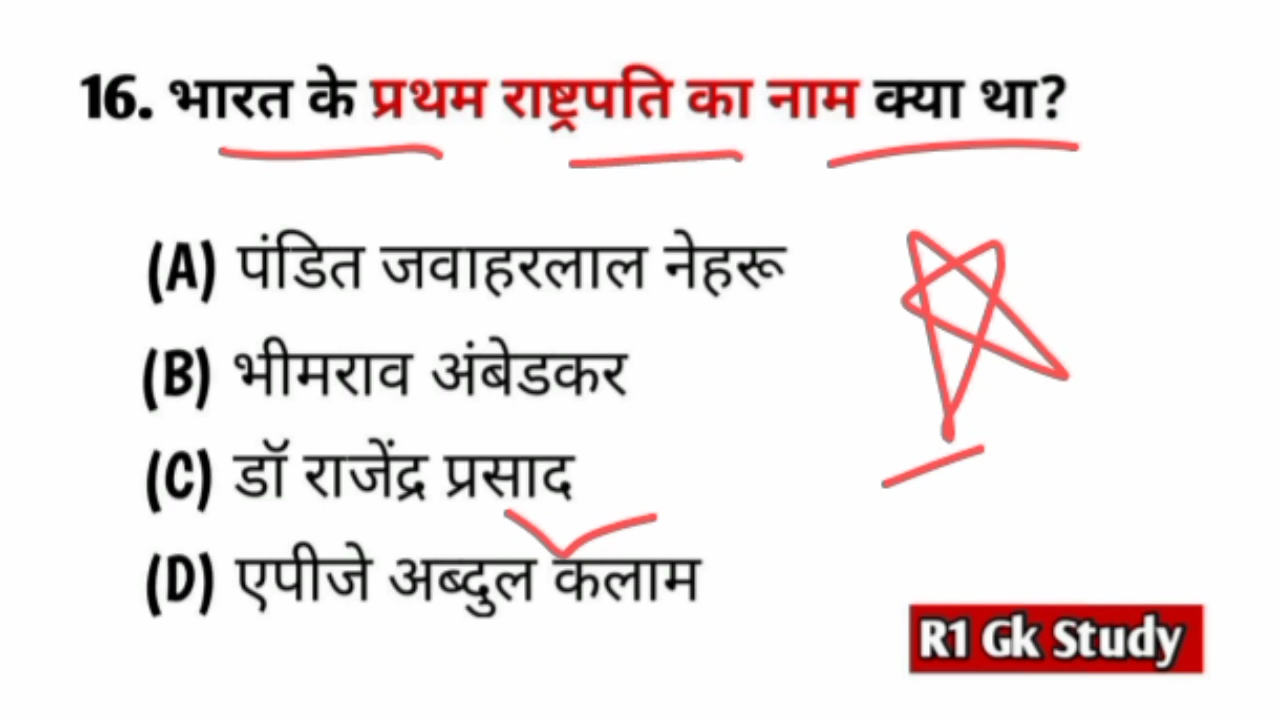 16. भारत के प्रथम राष्ट्रपति का नाम क्या था?
(A) पंडित जवाहरलाल नेहरू
(B) भीमराव अंबेडकर
(C) डॉ राजेंद्र प्रसाद
(D) एपीजे अब्दुल कलाम
R1 Gk Study